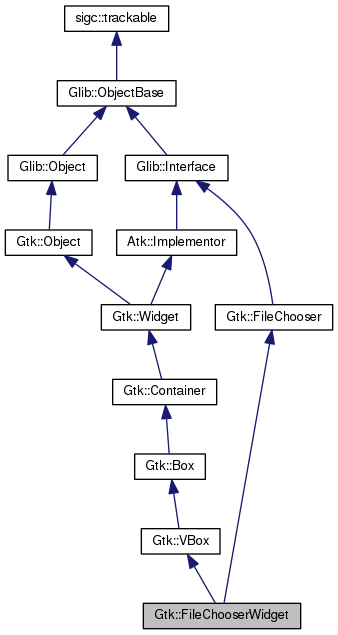 sigc::trackable
Glib::ObjectBase
Glib::Object
Glib::Interface
Gtk::Object
Atk::Implementor
Gtk::Widget
Gtk::FileChooser
Gtk::Container
Gtk::Box
Gtk::VBox
Gtk::FileChooserWidget